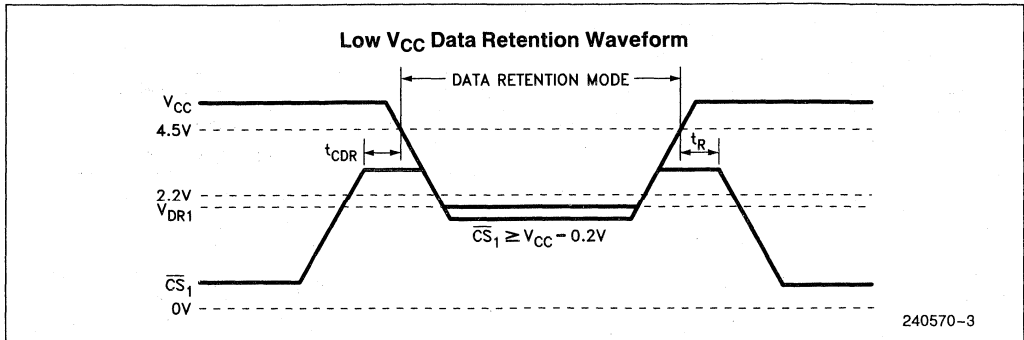 Low VCC Data Retention Waveform
DATA RETENTION MODE
VCC
4.5V
tCDR
tR
2.2V
VDR1
CS1 ≥ VCC − 0.2V
CS1
0V
240570-3